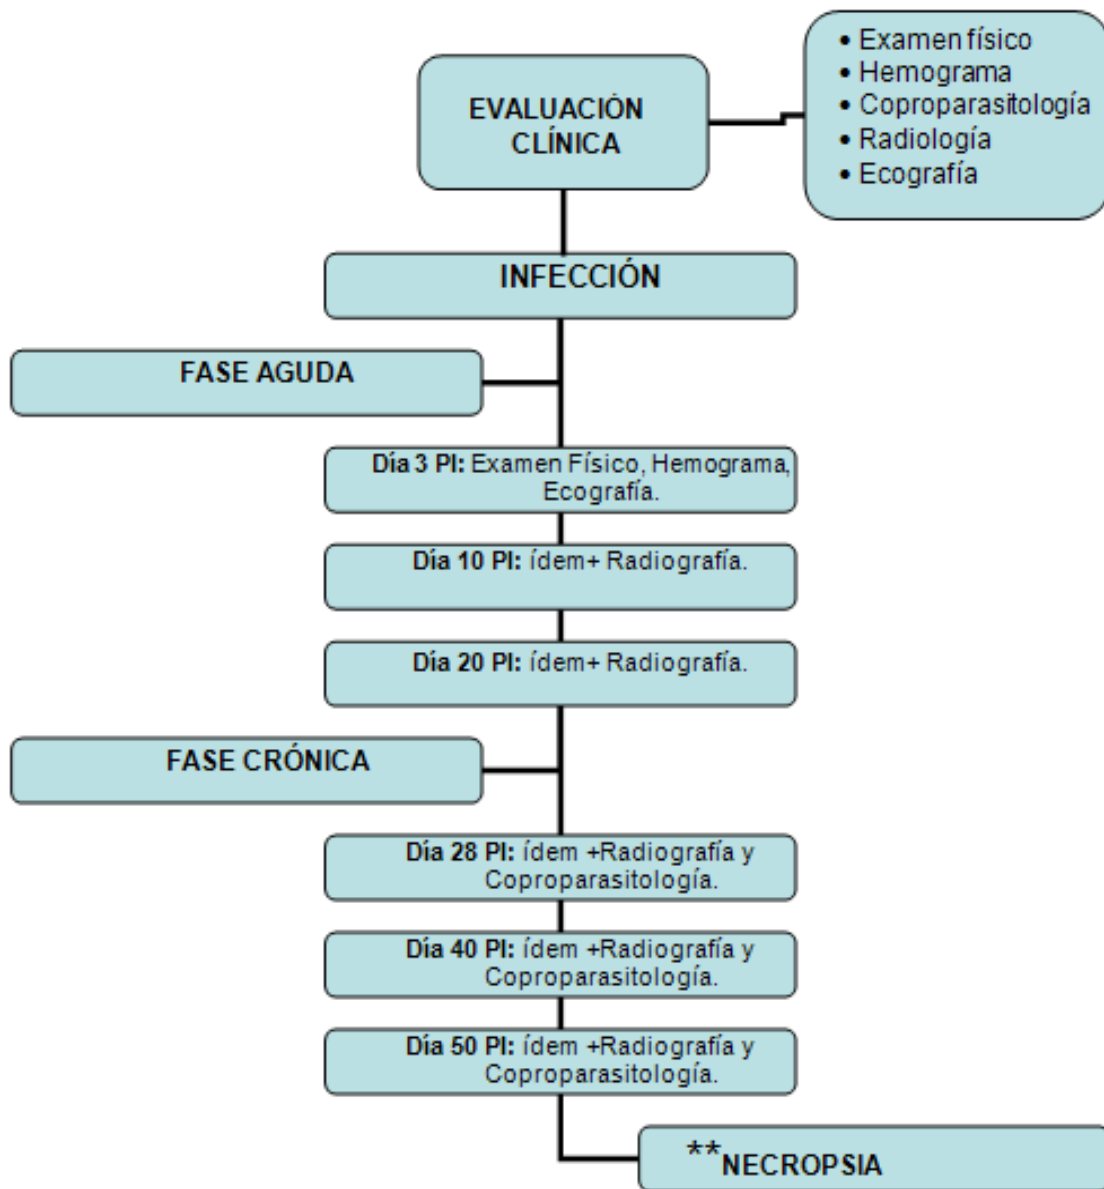 EVALUACIÓN
CLÍNICA
• Examen físico
• Hemograma
• Coproparasitología
• Radiología
• Ecografía
INFECCIÓN
FASE AGUDA
Día 3 PI: Examen Físico, Hemograma,
Ecografía.
Día 10 PI: ídem+ Radiografía.
Día 20 PI: ídem+ Radiografía.
FASE CRÓNICA
Día 28 PI: ídem +Radiografía y
Coproparasitología.
Día 40 PI: ídem +Radiografía y
Coproparasitología.
Día 50 PI: ídem +Radiografía y
Coproparasitología.
**NECROPSIA